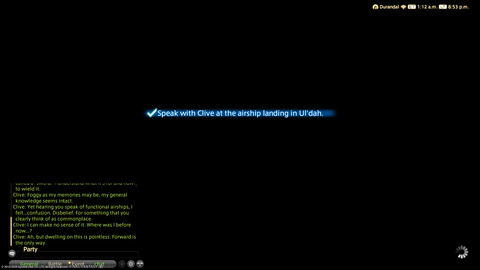 Durandal 1:12 a.m. 8:53 p.m.
Speak with Clive at the airship landing in Ul'dah.
to wield it.
Clive: Foggy as my memories may be, my general
knowledge seems intact.
Clive: Yet hearing you speak of functional airships, I
felt...confusion. Disbelief. For something that you
clearly think of as commonplace.
Clive: I can make no sense of it. Where was I before
now...?
Clive: Ah, but dwelling on this is pointless. Forward is
the only way.
Party
General Battle Event